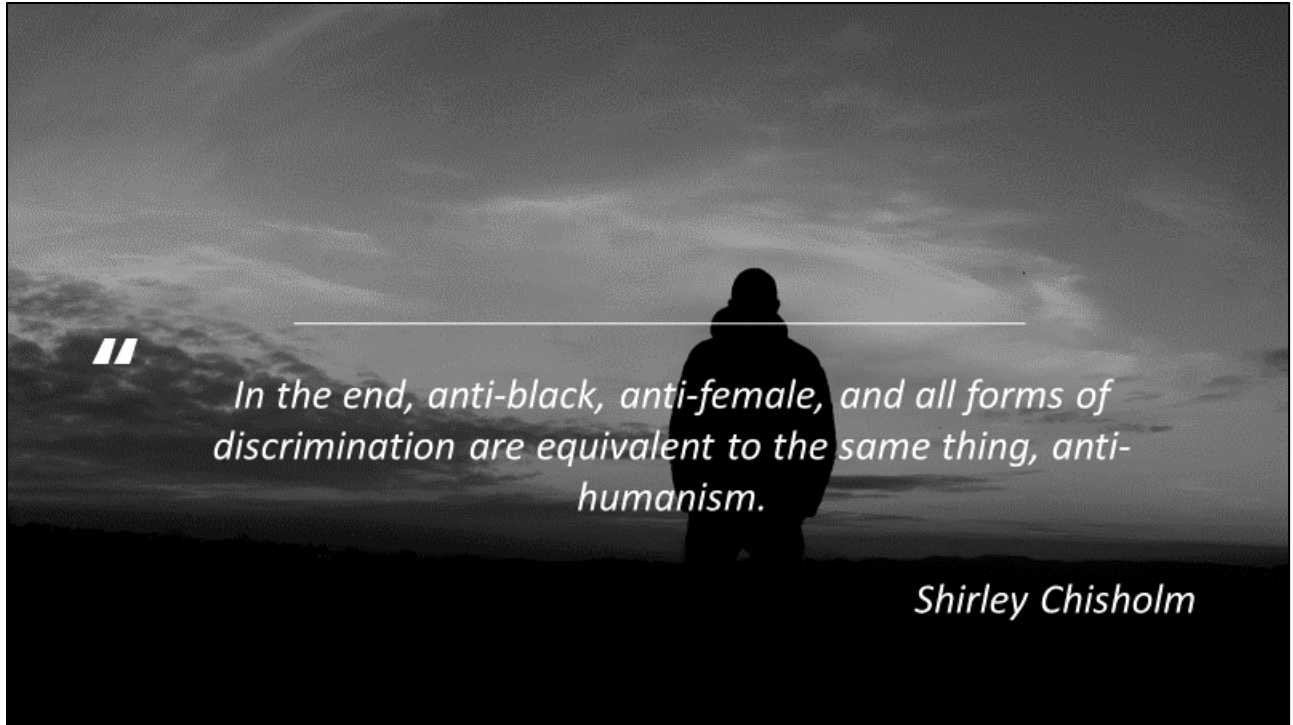 "
In the end, anti-black, anti-female, and all forms of
discrimination are equivalent to the same thing, anti-
humanism.
Shirley Chisholm